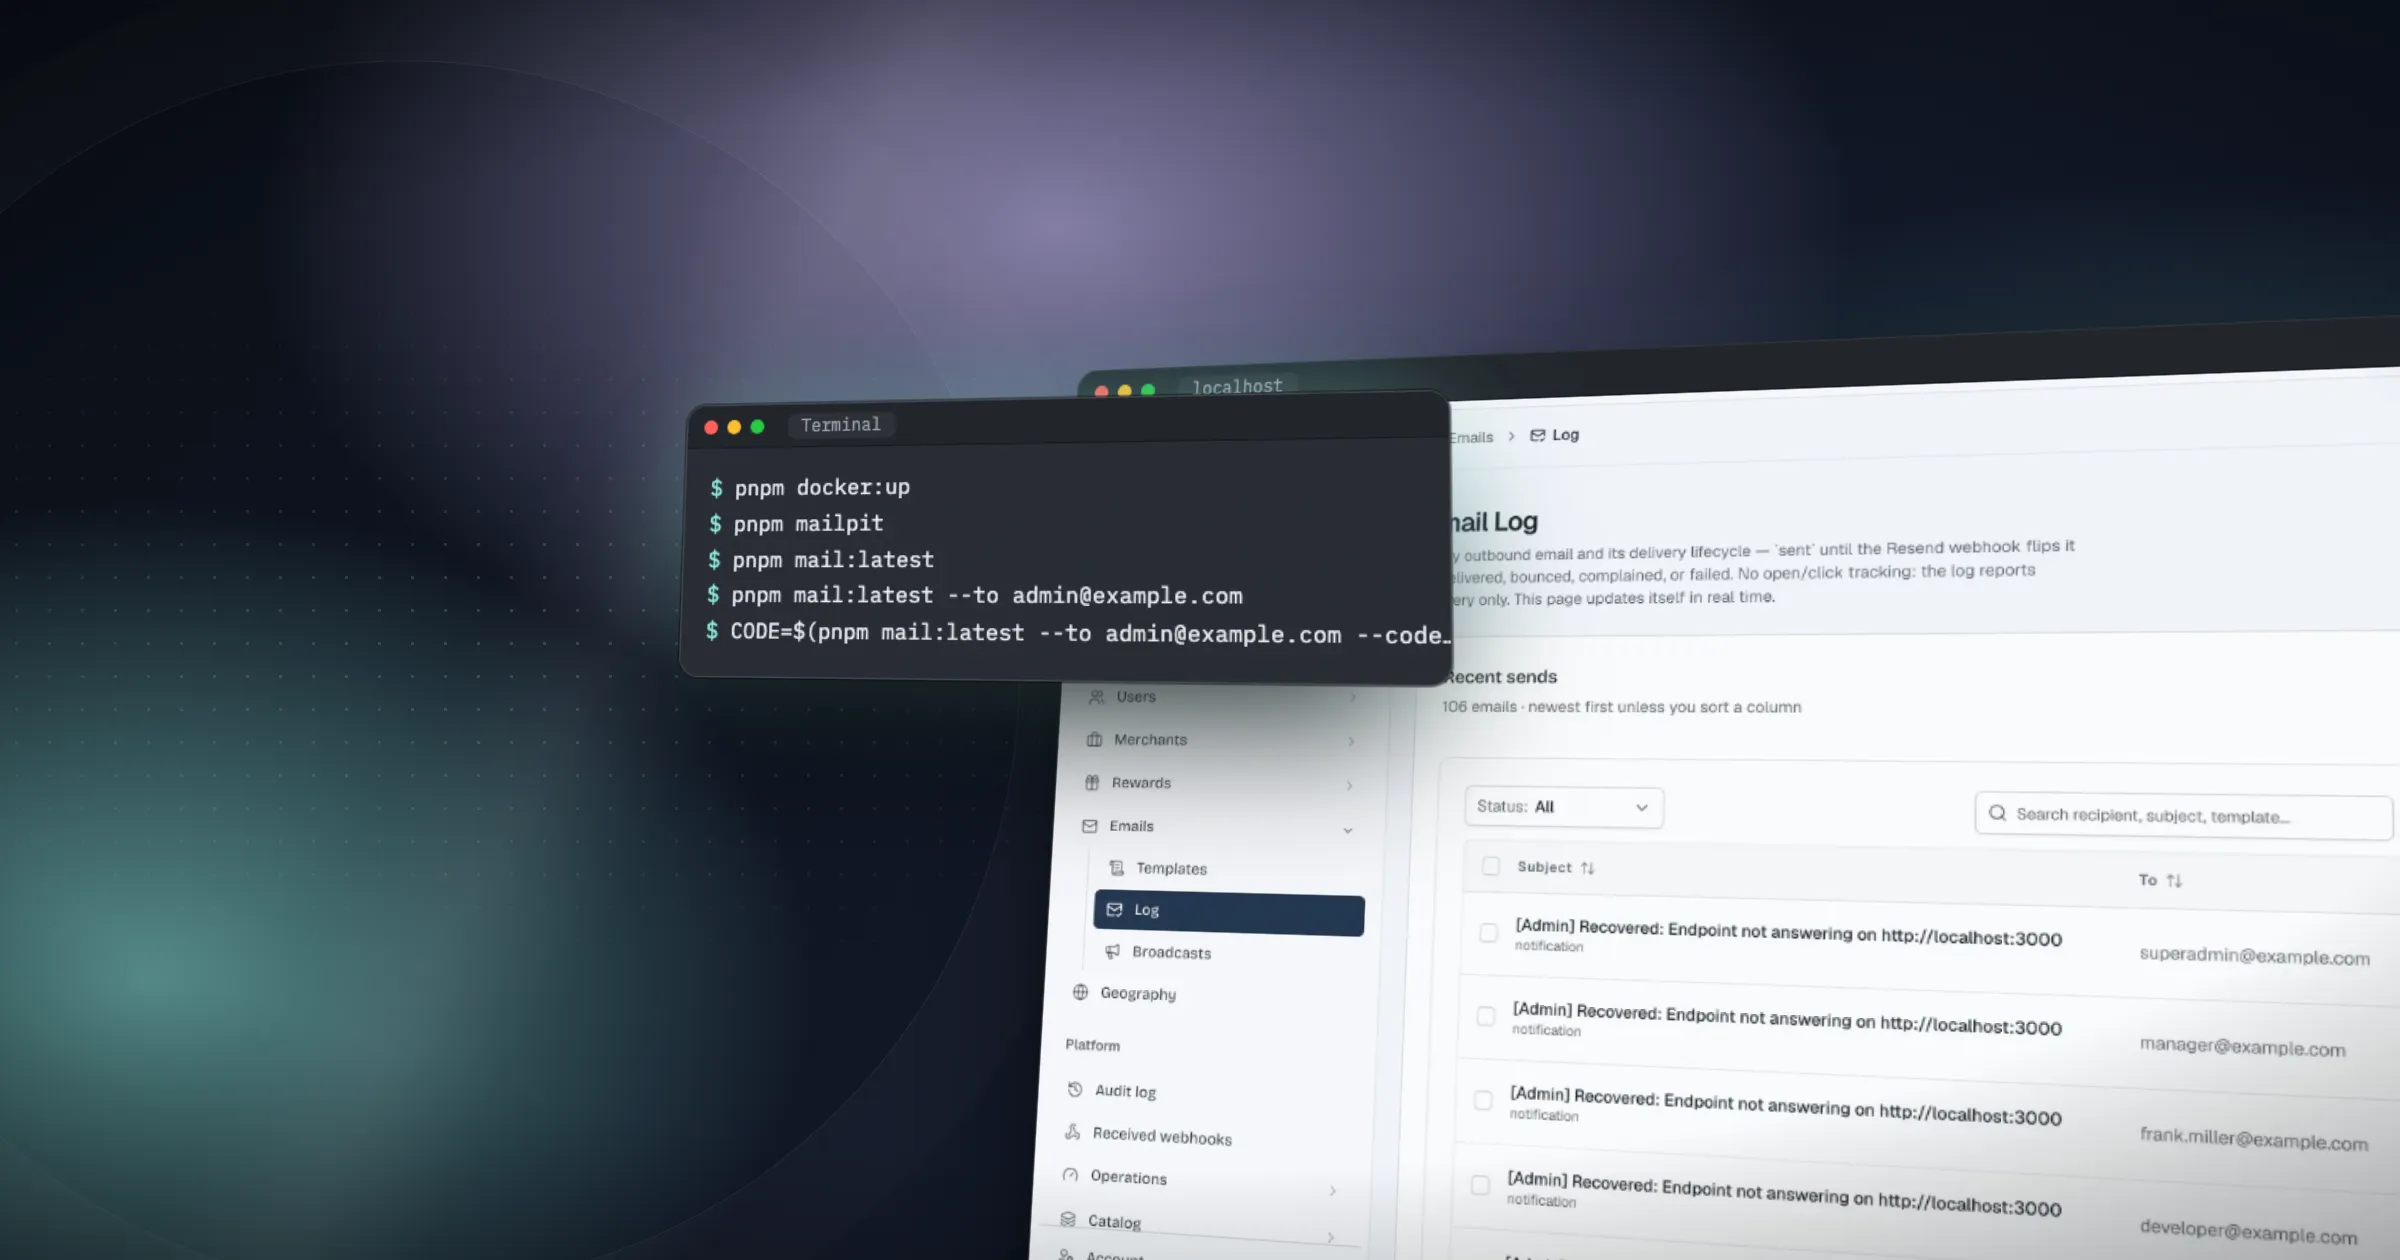 localhost
Terminal
$ pnpm docker:up
$ pnpm mailpit
$ pnpm mail:latest
$ pnpm mail:latest --to admin@example.com
$ CODE=$(pnpm mail:latest --to admin@example.com --code…
Emails > Log
Log
outbound email and its delivery lifecycle — `sent` until the Resend webhook flips it
bounced, complained, or failed. No open/click tracking: the log reports
only. This page updates itself in real time.
Recent sends
106 emails · newest first unless you sort a column
Users
Merchants
Rewards
Emails
Templates
Log
Broadcasts
Geography
Platform
Audit log
Received webhooks
Operations
Catalog
Account
Status: All
Search recipient, subject, template...
Subject
To
[Admin] Recovered: Endpoint not answering on http://localhost:3000
notification
superadmin@example.com
[Admin] Recovered: Endpoint not answering on http://localhost:3000
notification
manager@example.com
[Admin] Recovered: Endpoint not answering on http://localhost:3000
notification
frank.miller@example.com
[Admin] Recovered: Endpoint not answering on http://localhost:3000
notification
developer@example.com